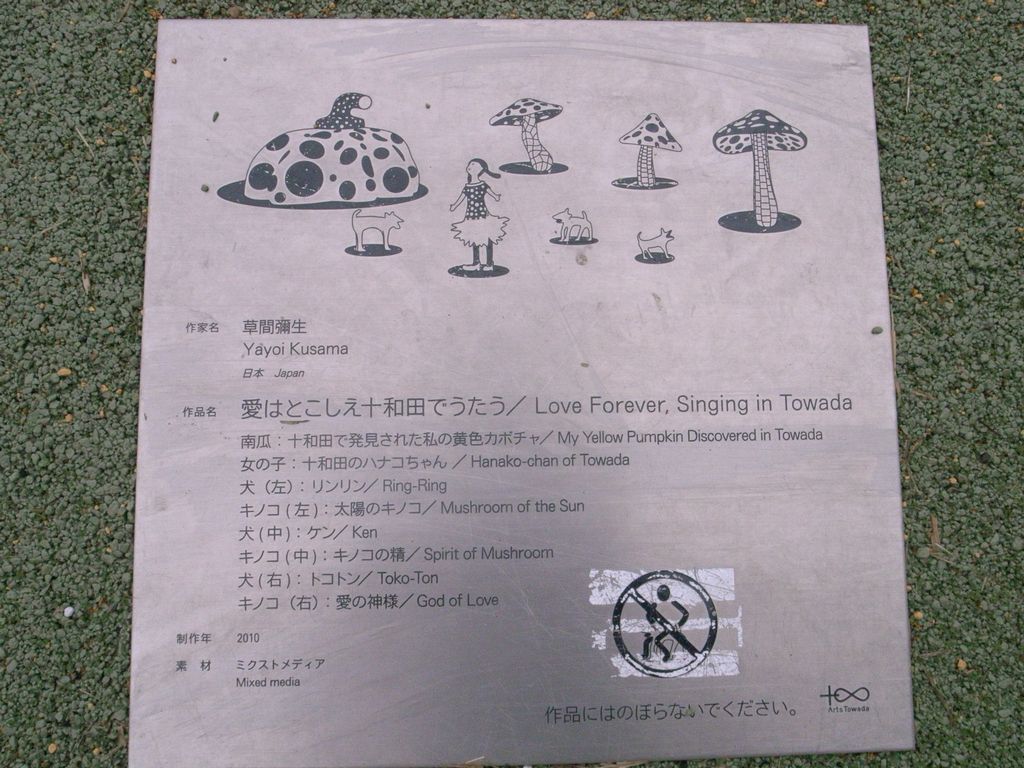 作家名 草間彌生
Yayoi Kusama
日本 Japan
作品名 愛はとこしえ十和田でうたう／ Love Forever, Singing in Towada
南瓜：十和田で発見された私の黄色カボチャ／ My Yellow Pumpkin Discovered in Towada
女の子：十和田のハナコちゃん ／ Hanako-chan of Towada
犬（左）：リンリン／ Ring-Ring
キノコ（左）：太陽のキノコ／ Mushroom of the Sun
犬（中）：ケン／ Ken
キノコ（中）：キノコの精／ Spirit of Mushroom
犬（右）：トコトン／ Toko-Ton
キノコ（右）：愛の神様／ God of Love
制作年 2010
素 材 ミクストメディア
Mixed media
作品にはのぼらないでください。
Arts Towada